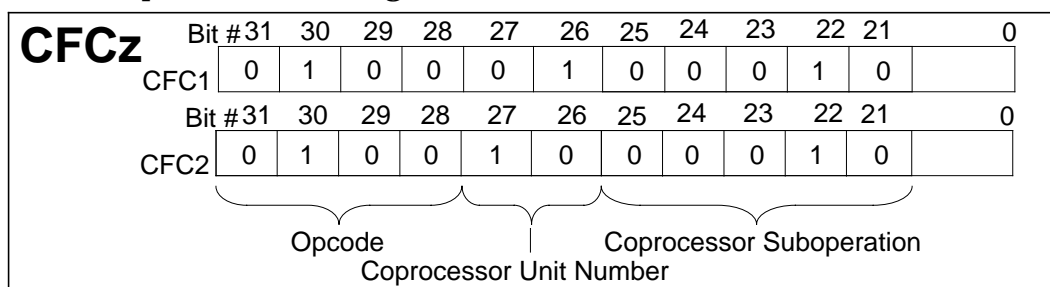 CFCz
Bit # 31 30 29 28 27 26 25 24 23 22 21 0
CFC1 0 1 0 0 0 1 0 0 0 1 0
Bit # 31 30 29 28 27 26 25 24 23 22 21 0
CFC2 0 1 0 0 1 0 0 0 0 1 0
Opcode Coprocessor Suboperation
Coprocessor Unit Number